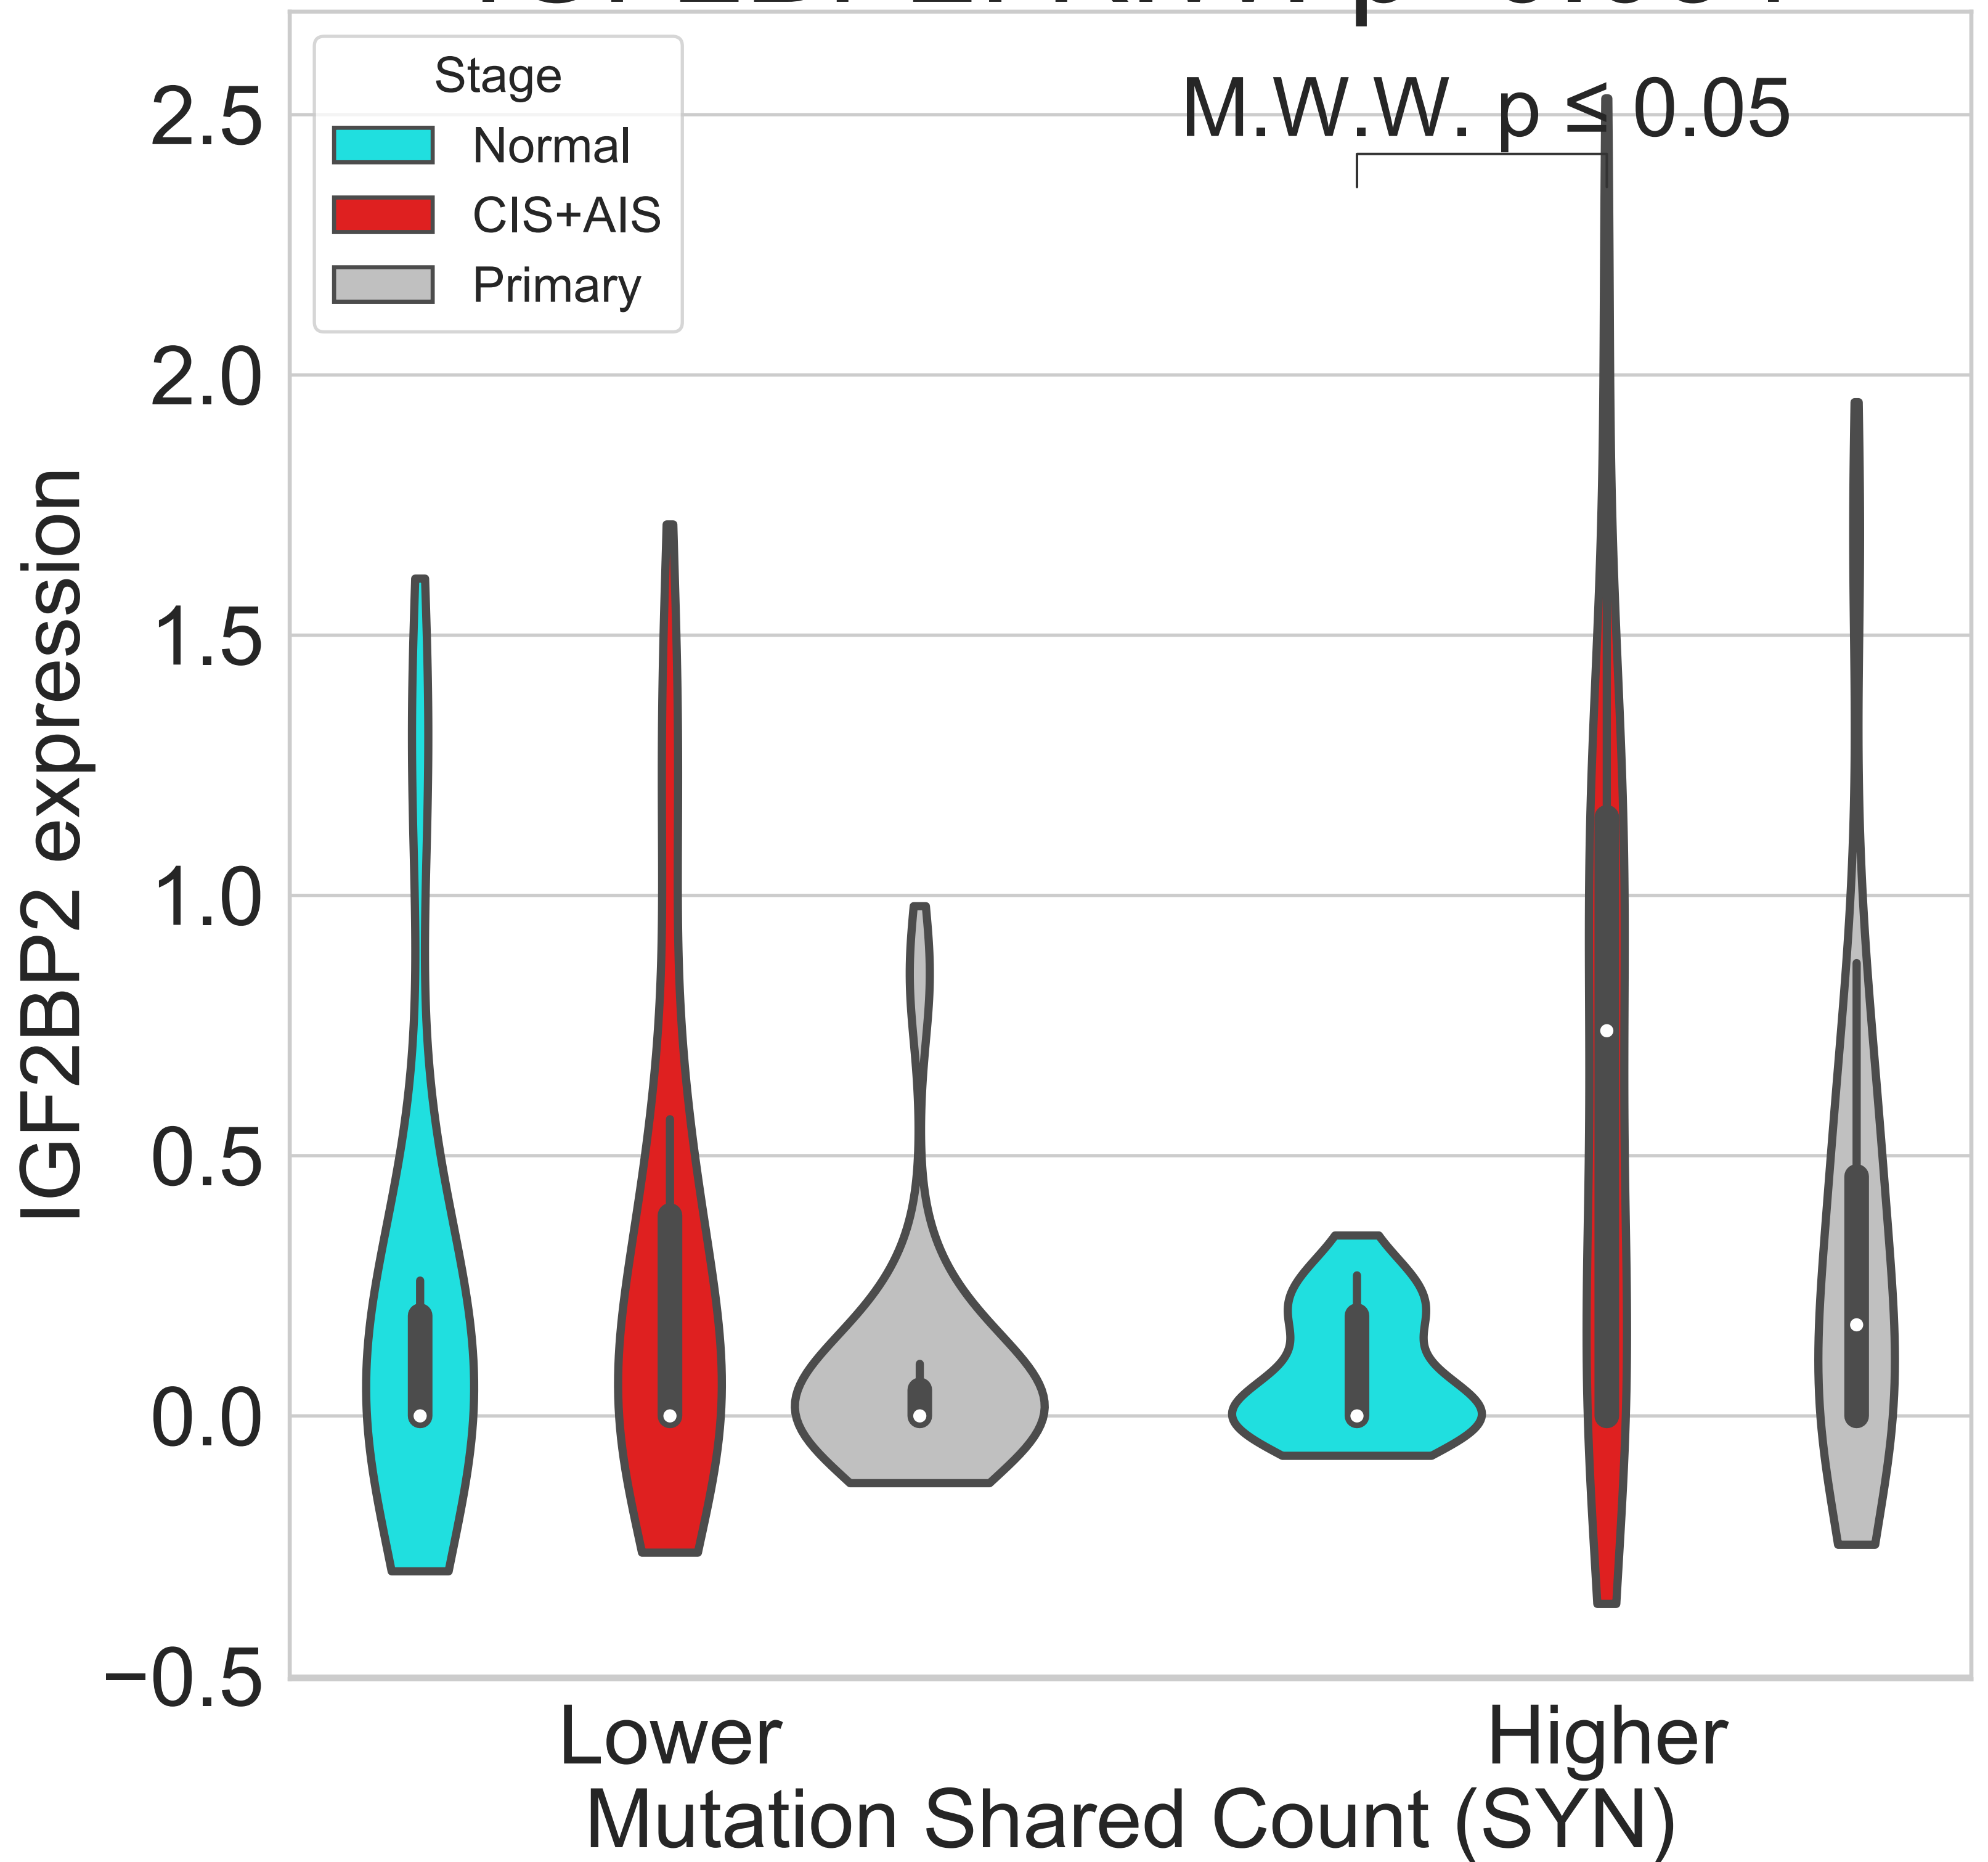 M.W.W. p ≤ 0.05
Stage
Normal
CIS+AIS
Primary
2.5
2.0
1.5
1.0
0.5
0.0
−0.5
IGF2BP2 expression
Lower
Higher
Mutation Shared Count (SYN)